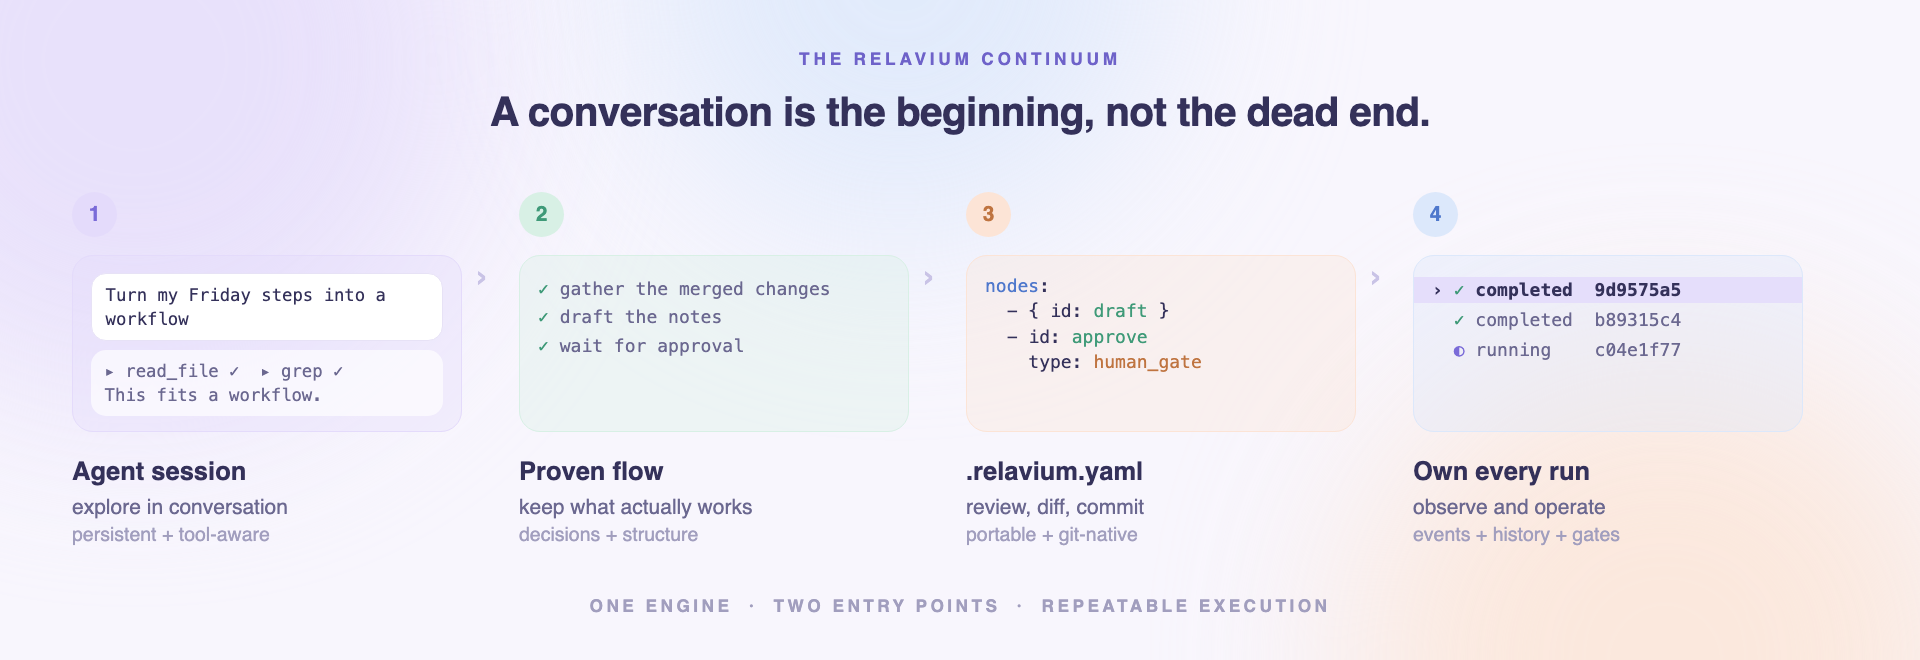 THE RELAVIUM CONTINUUM
A conversation is the beginning, not the dead end.
1
Turn my Friday steps into a
workflow
▸ read_file ✓ ▸ grep ✓
This fits a workflow.
Agent session
explore in conversation
persistent + tool-aware
›
2
✓ gather the merged changes
✓ draft the notes
✓ wait for approval
Proven flow
keep what actually works
decisions + structure
›
3
nodes:
– { id: draft }
– id: approve
type: human_gate
.relavium.yaml
review, diff, commit
portable + git-native
›
4
› ✓ completed 9d9575a5
✓ completed b89315c4
◐ running c04e1f77
Own every run
observe and operate
events + history + gates
ONE ENGINE · TWO ENTRY POINTS · REPEATABLE EXECUTION